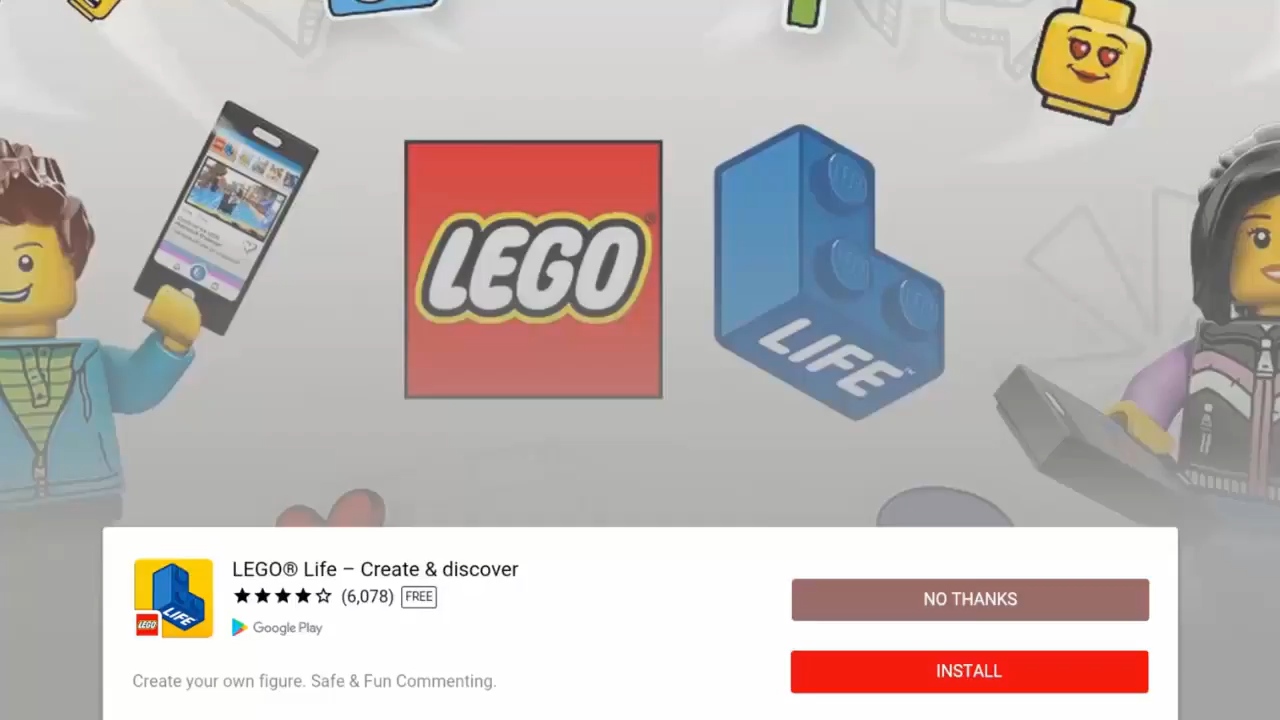 LEGO®
LIFE™
LEGO® Life – Create & discover
(6,078) FREE
Google Play
Create your own figure. Safe & Fun Commenting.
NO THANKS
INSTALL
LIFE
LEGO